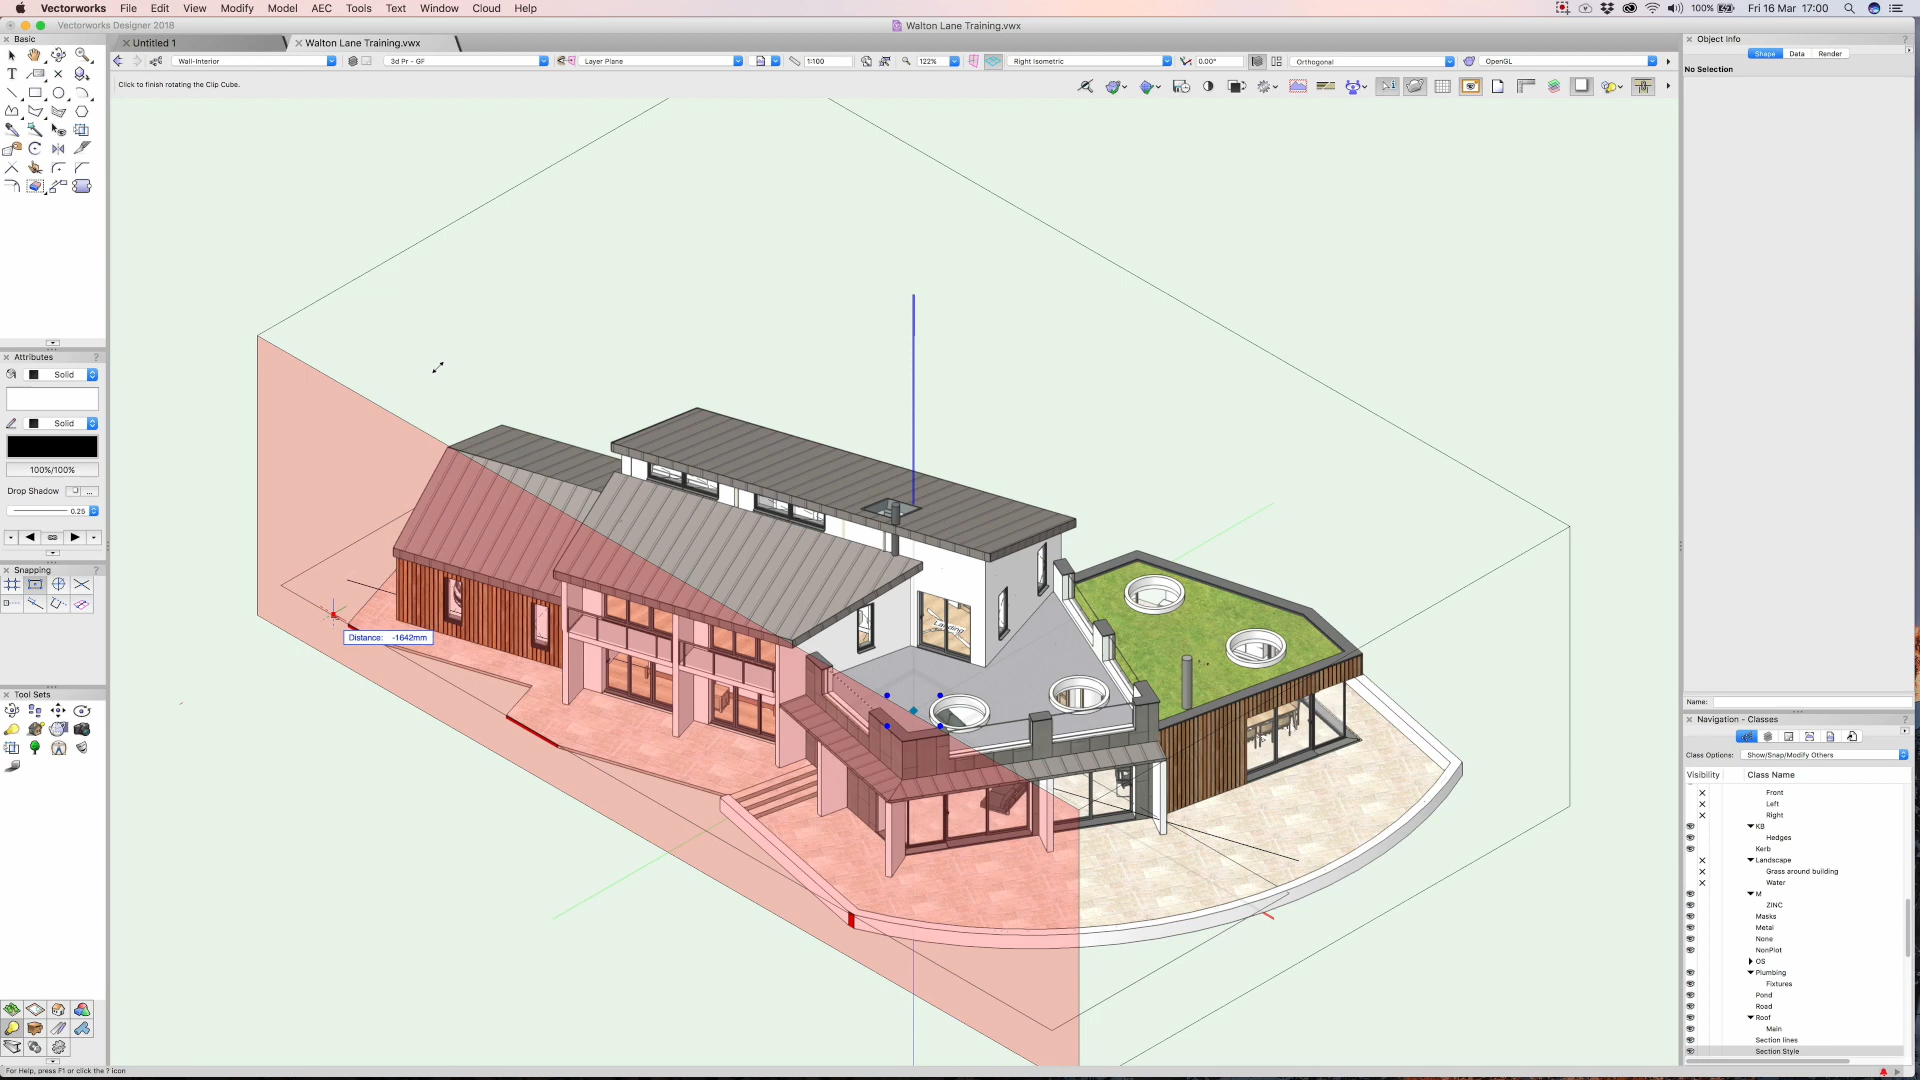 Vectorworks File Edit View Modify Model AEC Tools Text Window Cloud Help
100% Fri 16 Mar 17:00
Vectorworks Designer 2018
Walton Lane Training.vwx
Basic
Untitled 1
Walton Lane Training.vwx
Object Info
Wall-Interior
3d Pr - GF
Layer Plane
1:100
122%
Right Isometric
0.00°
Orthogonal
OpenGL
Shape Data Render
No Selection
Click to finish rotating the Clip Cube.
Attributes
Solid
Solid
100%/100%
Drop Shadow
...
0.25
Snapping
Distance: -1642mm
Landing
Tool Sets
Name:
Navigation - Classes
Class Options: Show/Snap/Modify Others
Visibility Class Name
Front
Left
Right
KB
Hedges
Kerb
Landscape
Grass around building
Water
M
ZINC
Masks
Metal
None
NonPlot
OS
Plumbing
Fixtures
Pond
Road
Roof
Main
Section lines
Section Style
For Help, press F1 or click the ? icon